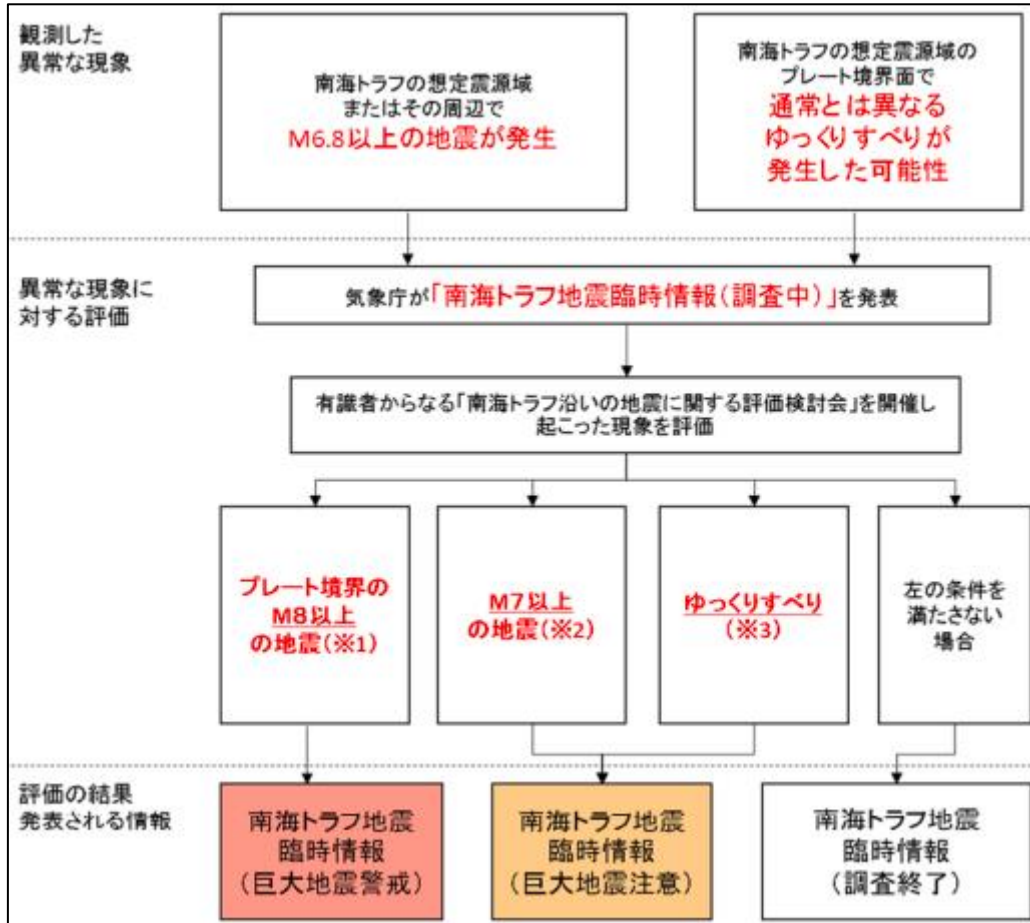 観測した
異常な現象
南海トラフの想定震源域
またはその周辺で
M6.8以上の地震が発生
南海トラフの想定震源域の
プレート境界面で
通常とは異なる
ゆっくりすべりが
発生した可能性
異常な現象に
対する評価
気象庁が「南海トラフ地震臨時情報(調査中)」を発表
有識者からなる「南海トラフ沿いの地震に関する評価検討会」を開催し
起こった現象を評価
プレート境界の
M8以上
の地震(※1)
M7以上
の地震(※2)
ゆっくりすべり
(※3)
左の条件を
満たさない
場合
評価の結果
発表される情報
南海トラフ地震
臨時情報
(巨大地震警戒)
南海トラフ地震
臨時情報
(巨大地震注意)
南海トラフ地震
臨時情報
(調査終了)